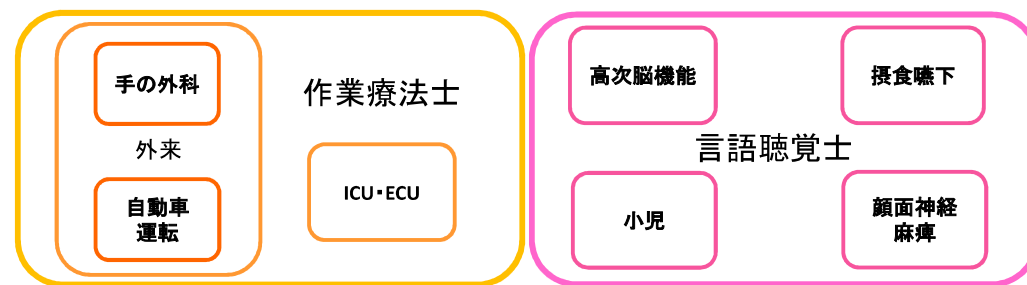 手の外科
外来
自動車
運転
作業療法士
ICU・ECU
高次脳機能
摂食嚥下
言語聴覚士
小児
顔面神経
麻痺